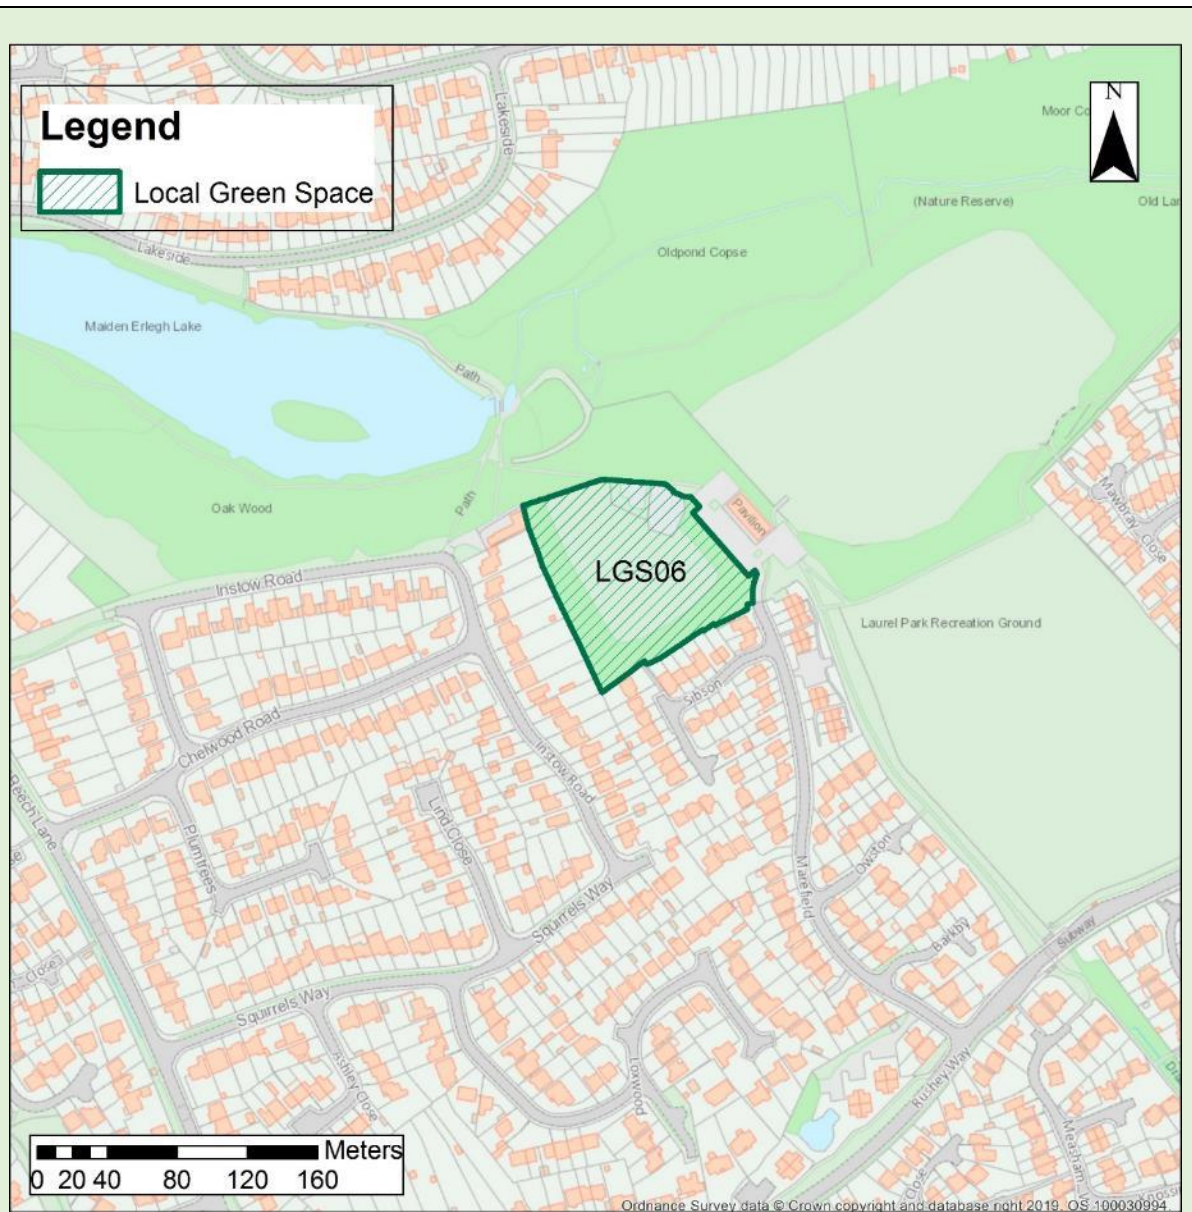 Legend
Local Green Space
N
Lakeside
Lakeside
Moor Co
(Nature Reserve)
Old Lan
Oldpond Copse
Maiden Erlegh Lake
Path
Path
Oak Wood
Pavilion
Mawbray Close
LGS06
Instow Road
Laurel Park Recreation Ground
Sibson
Chelwood Road
Instow Road
Beech Lane
Plumtrees
Lind Close
Marefield
Owston
Squirrels Way
Barkby
Subway
Close
Squirrels Way
Ashley Close
Loxwood
Rushey Way
Measham
Close
Meters
0 20 40 80 120 160
Ordnance Survey data © Crown copyright and database right 2019. OS 100030994.